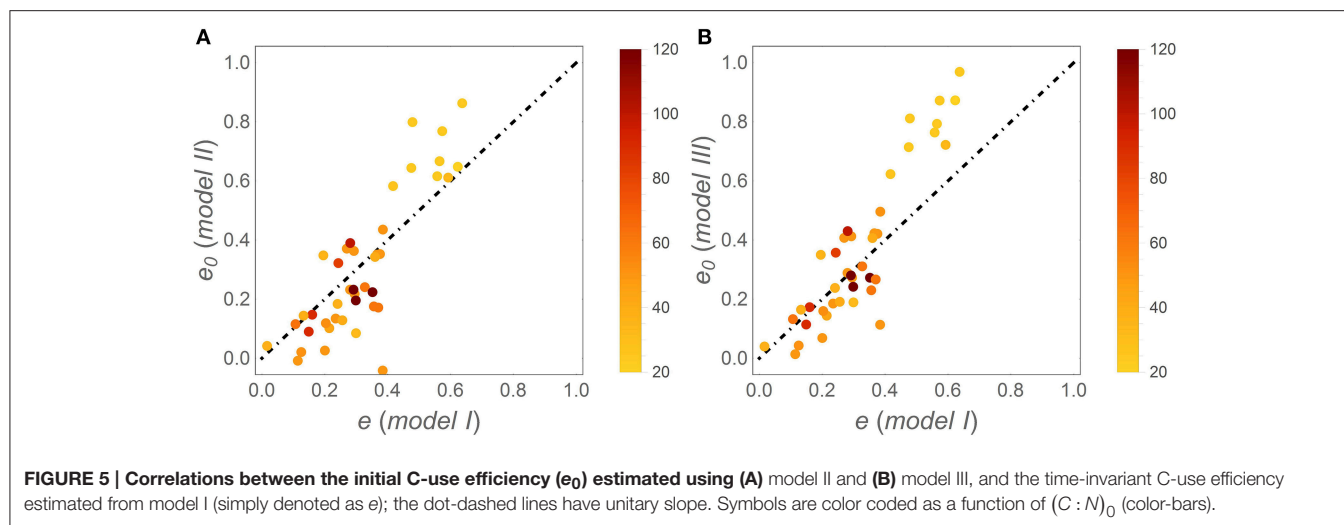 A
B
1.0
0.8
0.6
0.4
0.2
0.0
e₀ (model II)
0.0 0.2 0.4 0.6 0.8 1.0
e (model I)
120
100
80
60
40
20
1.0
0.8
0.6
0.4
0.2
0.0
e₀ (model III)
0.0 0.2 0.4 0.6 0.8 1.0
e (model I)
120
100
80
60
40
20
FIGURE 5 | Correlations between the initial C-use efficiency (e₀) estimated using (A) model II and (B) model III, and the time-invariant C-use efficiency
estimated from model I (simply denoted as e); the dot-dashed lines have unitary slope. Symbols are color coded as a function of (C : N)₀ (color-bars).